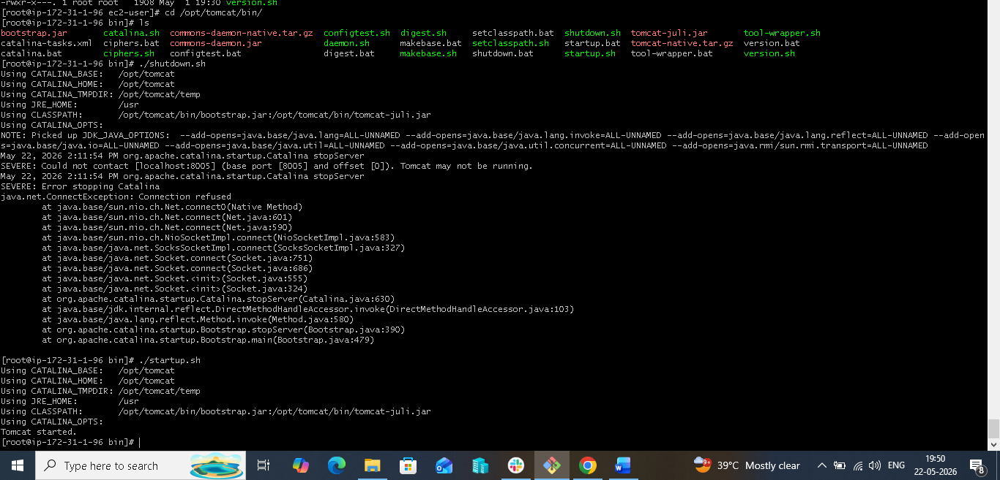 -rwxr-x---. 1 root root   1908 May  1 19:30 version.sh
[root@ip-172-31-1-96 ec2-user]# cd /opt/tomcat/bin/
[root@ip-172-31-1-96 bin]# ls
bootstrap.jar       catalina.sh  commons-daemon-native.tar.gz  configtest.sh  digest.sh    setclasspath.bat  shutdown.sh  tomcat-juli.jar       tool-wrapper.sh
catalina-tasks.xml  ciphers.bat  commons-daemon.jar            daemon.sh      makebase.bat  setclasspath.sh   startup.bat  tomcat-native.tar.gz  version.bat
catalina.bat        ciphers.sh   configtest.bat                digest.bat     makebase.sh   shutdown.bat      startup.sh   tool-wrapper.bat      version.sh
[root@ip-172-31-1-96 bin]# ./shutdown.sh
Using CATALINA_BASE:   /opt/tomcat
Using CATALINA_HOME:   /opt/tomcat
Using CATALINA_TMPDIR: /opt/tomcat/temp
Using JRE_HOME:        /usr
Using CLASSPATH:       /opt/tomcat/bin/bootstrap.jar:/opt/tomcat/bin/tomcat-juli.jar
Using CATALINA_OPTS:
NOTE: Picked up JDK_JAVA_OPTIONS:  --add-opens=java.base/java.lang=ALL-UNNAMED --add-opens=java.base/java.lang.invoke=ALL-UNNAMED --add-opens=java.base/java.lang.reflect=ALL-UNNAMED --add-open
s=java.base/java.io=ALL-UNNAMED --add-opens=java.base/java.util=ALL-UNNAMED --add-opens=java.base/java.util.concurrent=ALL-UNNAMED --add-opens=java.rmi/sun.rmi.transport=ALL-UNNAMED
May 22, 2026 2:11:54 PM org.apache.catalina.startup.Catalina stopServer
SEVERE: Could not contact [localhost:8005] (base port [8005] and offset [0]). Tomcat may not be running.
May 22, 2026 2:11:54 PM org.apache.catalina.startup.Catalina stopServer
SEVERE: Error stopping Catalina
java.net.ConnectException: Connection refused
        at java.base/sun.nio.ch.Net.connect0(Native Method)
        at java.base/sun.nio.ch.Net.connect(Net.java:601)
        at java.base/sun.nio.ch.Net.connect(Net.java:590)
        at java.base/sun.nio.ch.NioSocketImpl.connect(NioSocketImpl.java:583)
        at java.base/java.net.SocksSocketImpl.connect(SocksSocketImpl.java:327)
        at java.base/java.net.Socket.connect(Socket.java:751)
        at java.base/java.net.Socket.connect(Socket.java:686)
        at java.base/java.net.Socket.<init>(Socket.java:555)
        at java.base/java.net.Socket.<init>(Socket.java:324)
        at org.apache.catalina.startup.Catalina.stopServer(Catalina.java:630)
        at java.base/jdk.internal.reflect.DirectMethodHandleAccessor.invoke(DirectMethodHandleAccessor.java:103)
        at java.base/java.lang.reflect.Method.invoke(Method.java:580)
        at org.apache.catalina.startup.Bootstrap.stopServer(Bootstrap.java:390)
        at org.apache.catalina.startup.Bootstrap.main(Bootstrap.java:479)
[root@ip-172-31-1-96 bin]# ./startup.sh
Using CATALINA_BASE:   /opt/tomcat
Using CATALINA_HOME:   /opt/tomcat
Using CATALINA_TMPDIR: /opt/tomcat/temp
Using JRE_HOME:        /usr
Using CLASSPATH:       /opt/tomcat/bin/bootstrap.jar:/opt/tomcat/bin/tomcat-juli.jar
Using CATALINA_OPTS:
Tomcat started.
[root@ip-172-31-1-96 bin]#
Type here to search
9+
39°C Mostly clear
ENG
19:50
22-05-2026
8